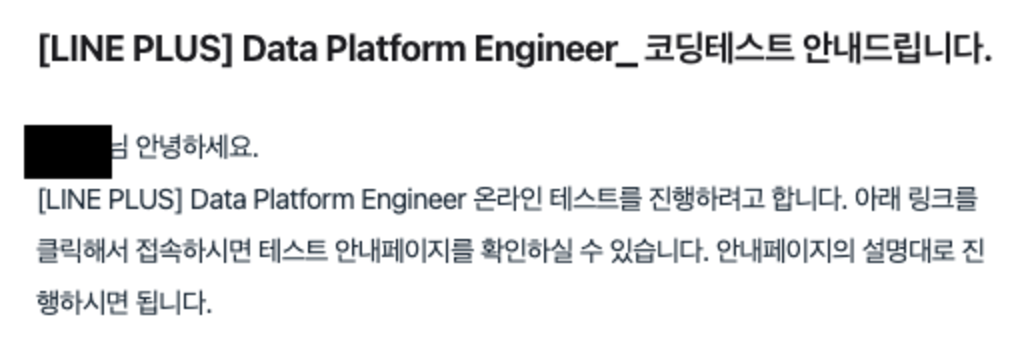 [LINE PLUS] Data Platform Engineer_ 코딩테스트 안내드립니다.
님 안녕하세요.
[LINE PLUS] Data Platform Engineer 온라인 테스트를 진행하려고 합니다. 아래 링크를
클릭해서 접속하시면 테스트 안내페이지를 확인하실 수 있습니다. 안내페이지의 설명대로 진
행하시면 됩니다.